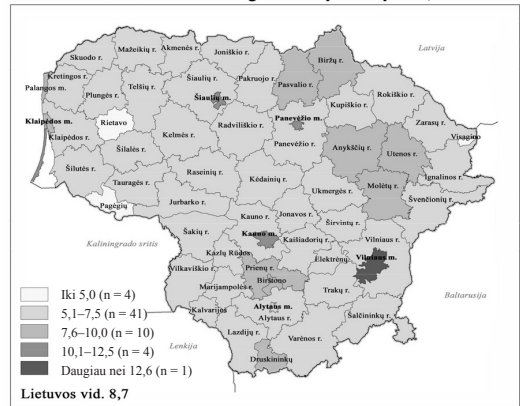 Latvija
Skuodo r.
Mažeikių r.
Akmenės r.
Joniškio r.
Biržų r.
Kretingos r.
Palangos m.
Plungės r.
Telšių r.
Šiaulių r.
Pakruojo r.
Pasvalio r.
Rokiškio r.
Šiaulių m.
Kupiškio r.
Klaipėdos m.
Rietavo
Radviliškio r.
Panevėžio m.
Zarasų r.
Klaipėdos r.
Kelmės r.
Panevėžio r.
Visagino
Šilalės r.
Anykščių r.
Utenos r.
Šilutės r.
Raseinių r.
Ignalinos r.
Tauragės r.
Kėdainių r.
Molėtų r.
Pagėgių
Jurbarko r.
Ukmergės r.
Švenčionių r.
Kauno r.
Jonavos r.
Širvintų r.
Šakių r.
Kaliningrado sritis
Kauno m.
Kaišiadorių r.
Vilniaus r.
Kazlų Rūdos
Elektrėnų
Vilniaus m.
Vilkaviškio r.
Prienų r.
Birštono
Baltarusija
Marijampolės r.
Trakų r.
Kalvarijos
Alytaus m.
Alytaus r.
Šalčininkų r.
Lazdijų r.
Varėnos r.
Lenkija
Druskininkų
Iki 5,0 (n = 4)
5,1–7,5 (n = 41)
7,6–10,0 (n = 10)
10,1–12,5 (n = 4)
Daugiau nei 12,6 (n = 1)
Lietuvos vid. 8,7